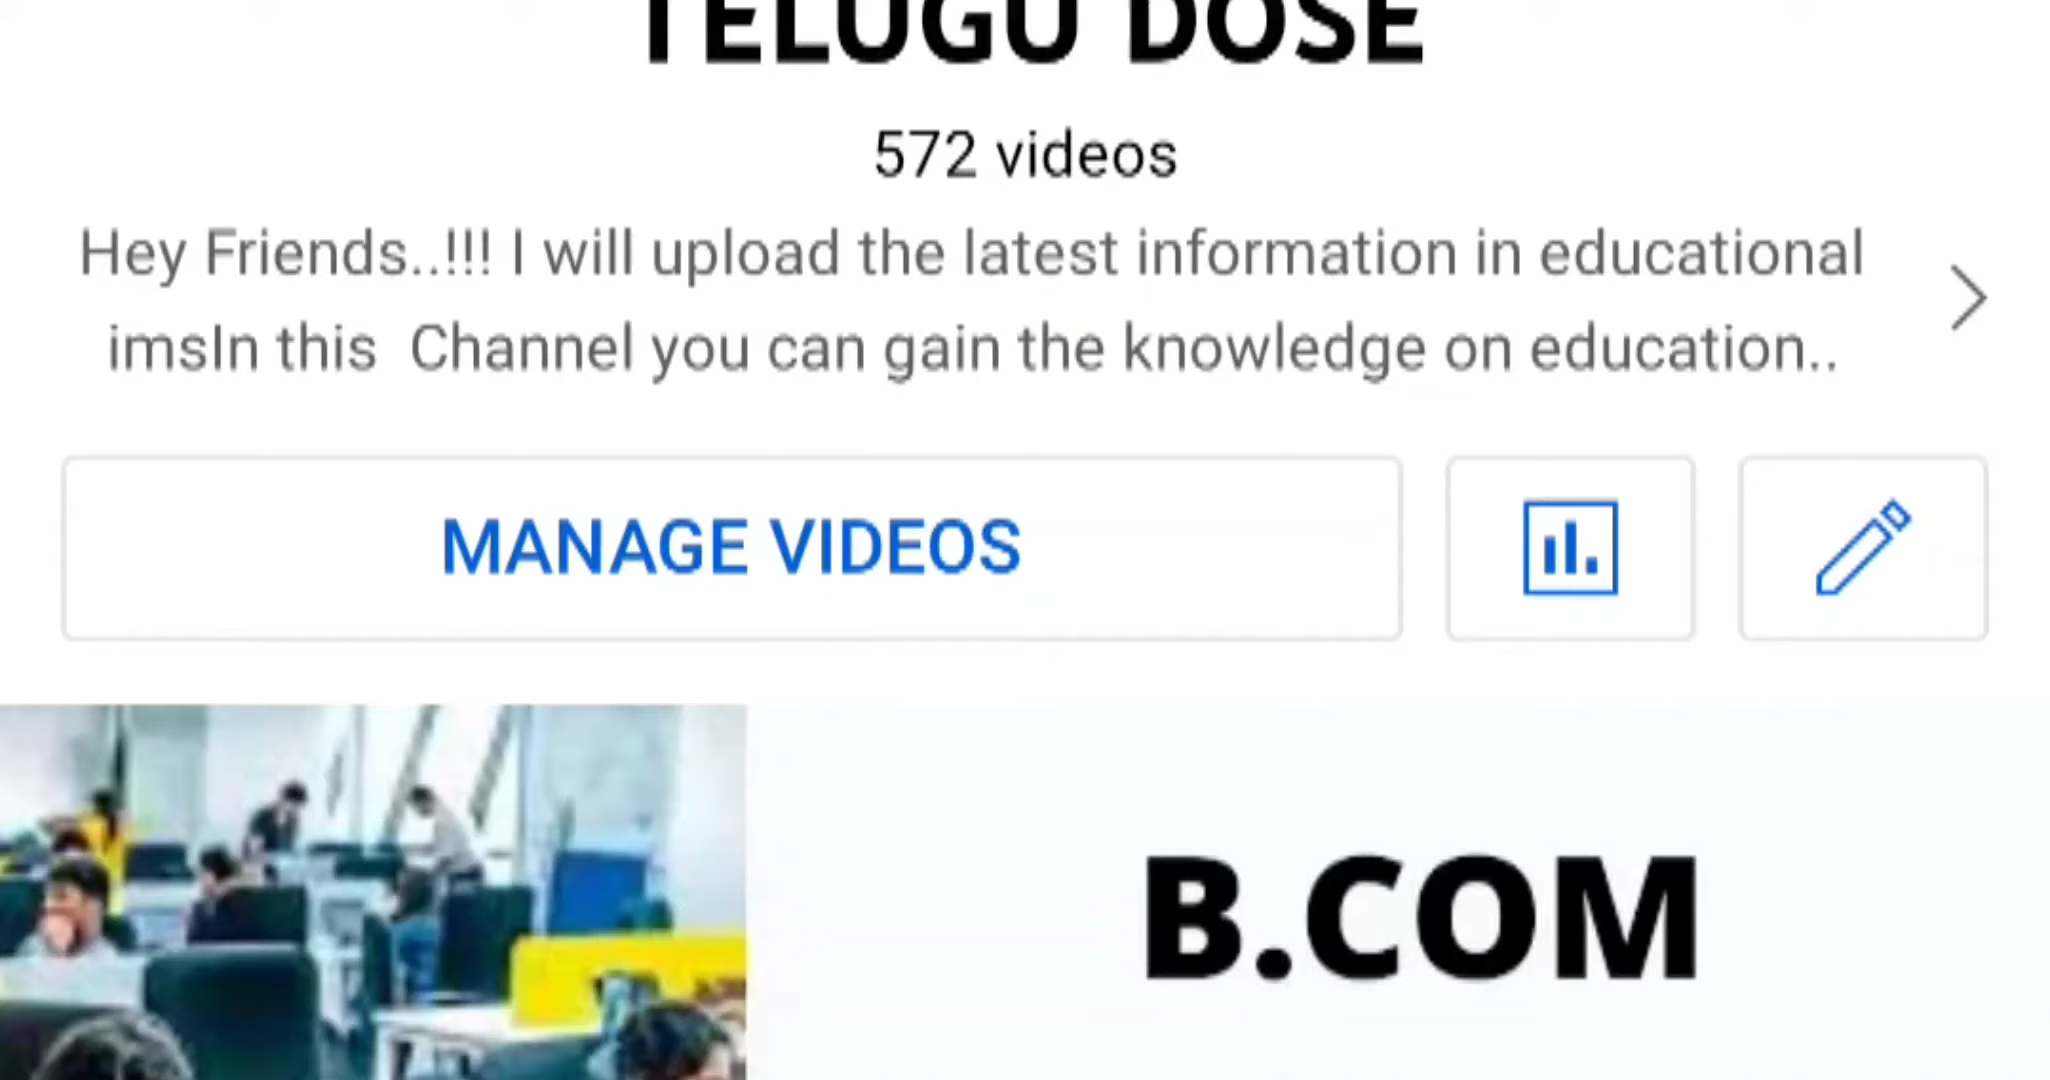 TELUGU DOSE
572 videos
Hey Friends..!!! I will upload the latest information in educational
imsIn this  Channel you can gain the knowledge on education..
MANAGE VIDEOS
B.COM